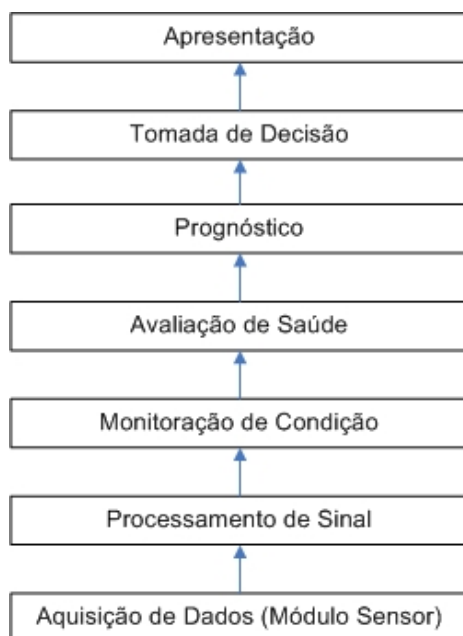 Apresentação
Tomada de Decisão
Prognóstico
Avaliação de Saúde
Monitoração de Condição
Processamento de Sinal
Aquisição de Dados (Módulo Sensor)